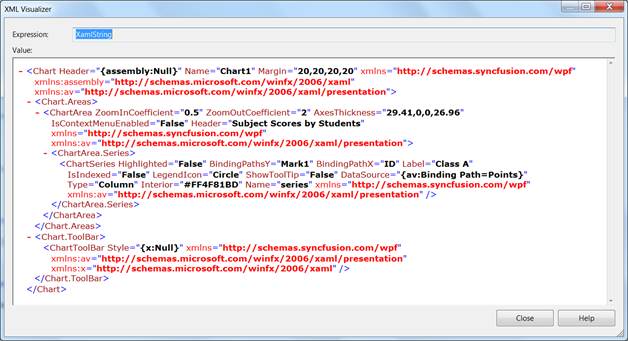 XML Visualizer
Expression: XamlString
Value:
- <Chart Header="{assembly:Null}" Name="Chart1" Margin="20,20,20,20" xmlns="http://schemas.syncfusion.com/wpf"
xmlns:assembly="http://schemas.microsoft.com/winfx/2006/xaml"
xmlns:av="http://schemas.microsoft.com/winfx/2006/xaml/presentation">
- <Chart.Areas>
- <ChartArea ZoomInCoefficient="0.5" ZoomOutCoefficient="2" AxesThickness="29.41,0,0,26.96"
IsContextMenuEnabled="False" Header="Subject Scores by Students"
xmlns="http://schemas.syncfusion.com/wpf"
xmlns:av="http://schemas.microsoft.com/winfx/2006/xaml/presentation">
- <ChartArea.Series>
<ChartSeries Highlighted="False" BindingPathsY="Mark1" BindingPathX="ID" Label="Class A"
IsIndexed="False" LegendIcon="Circle" ShowToolTip="False" DataSource="{av:Binding Path=Points}"
Type="Column" Interior="#FF4F81BD" Name="series" xmlns="http://schemas.syncfusion.com/wpf"
xmlns:av="http://schemas.microsoft.com/winfx/2006/xaml/presentation" />
</ChartArea.Series>
</ChartArea>
</Chart.Areas>
- <Chart.ToolBar>
<ChartToolBar Style="{x:Null}" xmlns="http://schemas.syncfusion.com/wpf"
xmlns:av="http://schemas.microsoft.com/winfx/2006/xaml/presentation"
xmlns:x="http://schemas.microsoft.com/winfx/2006/xaml" />
</Chart.ToolBar>
</Chart>
Close Help